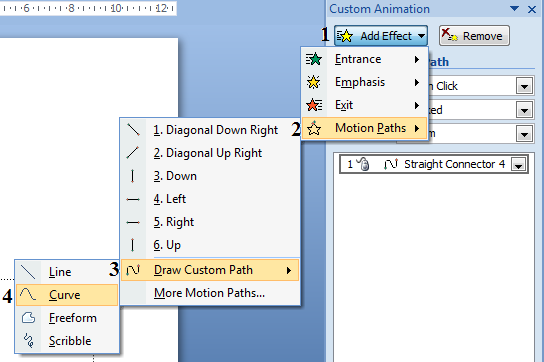 6 8 10 12
Custom Animation
1 Add Effect Remove
Path
n Click
ed
m
Entrance
Emphasis
Exit
2 Motion Paths
1 Straight Connector 4
1. Diagonal Down Right
2. Diagonal Up Right
3. Down
4. Left
5. Right
6. Up
3 Draw Custom Path
More Motion Paths...
Line
4 Curve
Freeform
Scribble